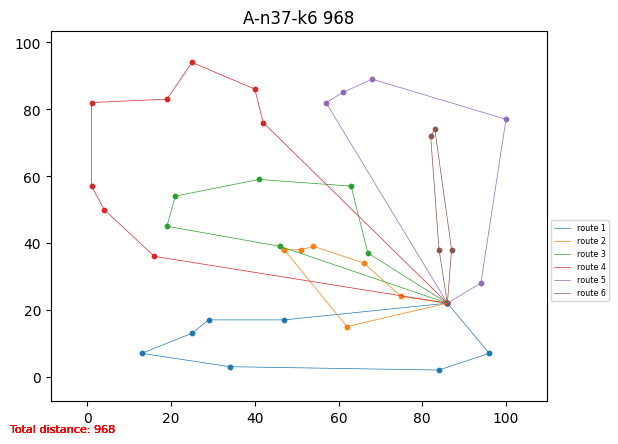 A-n37-k6 968
100
80
60
40
20
0
route 1
route 2
route 3
route 4
route 5
route 6
0 20 40 60 80 100
Total distance: 968